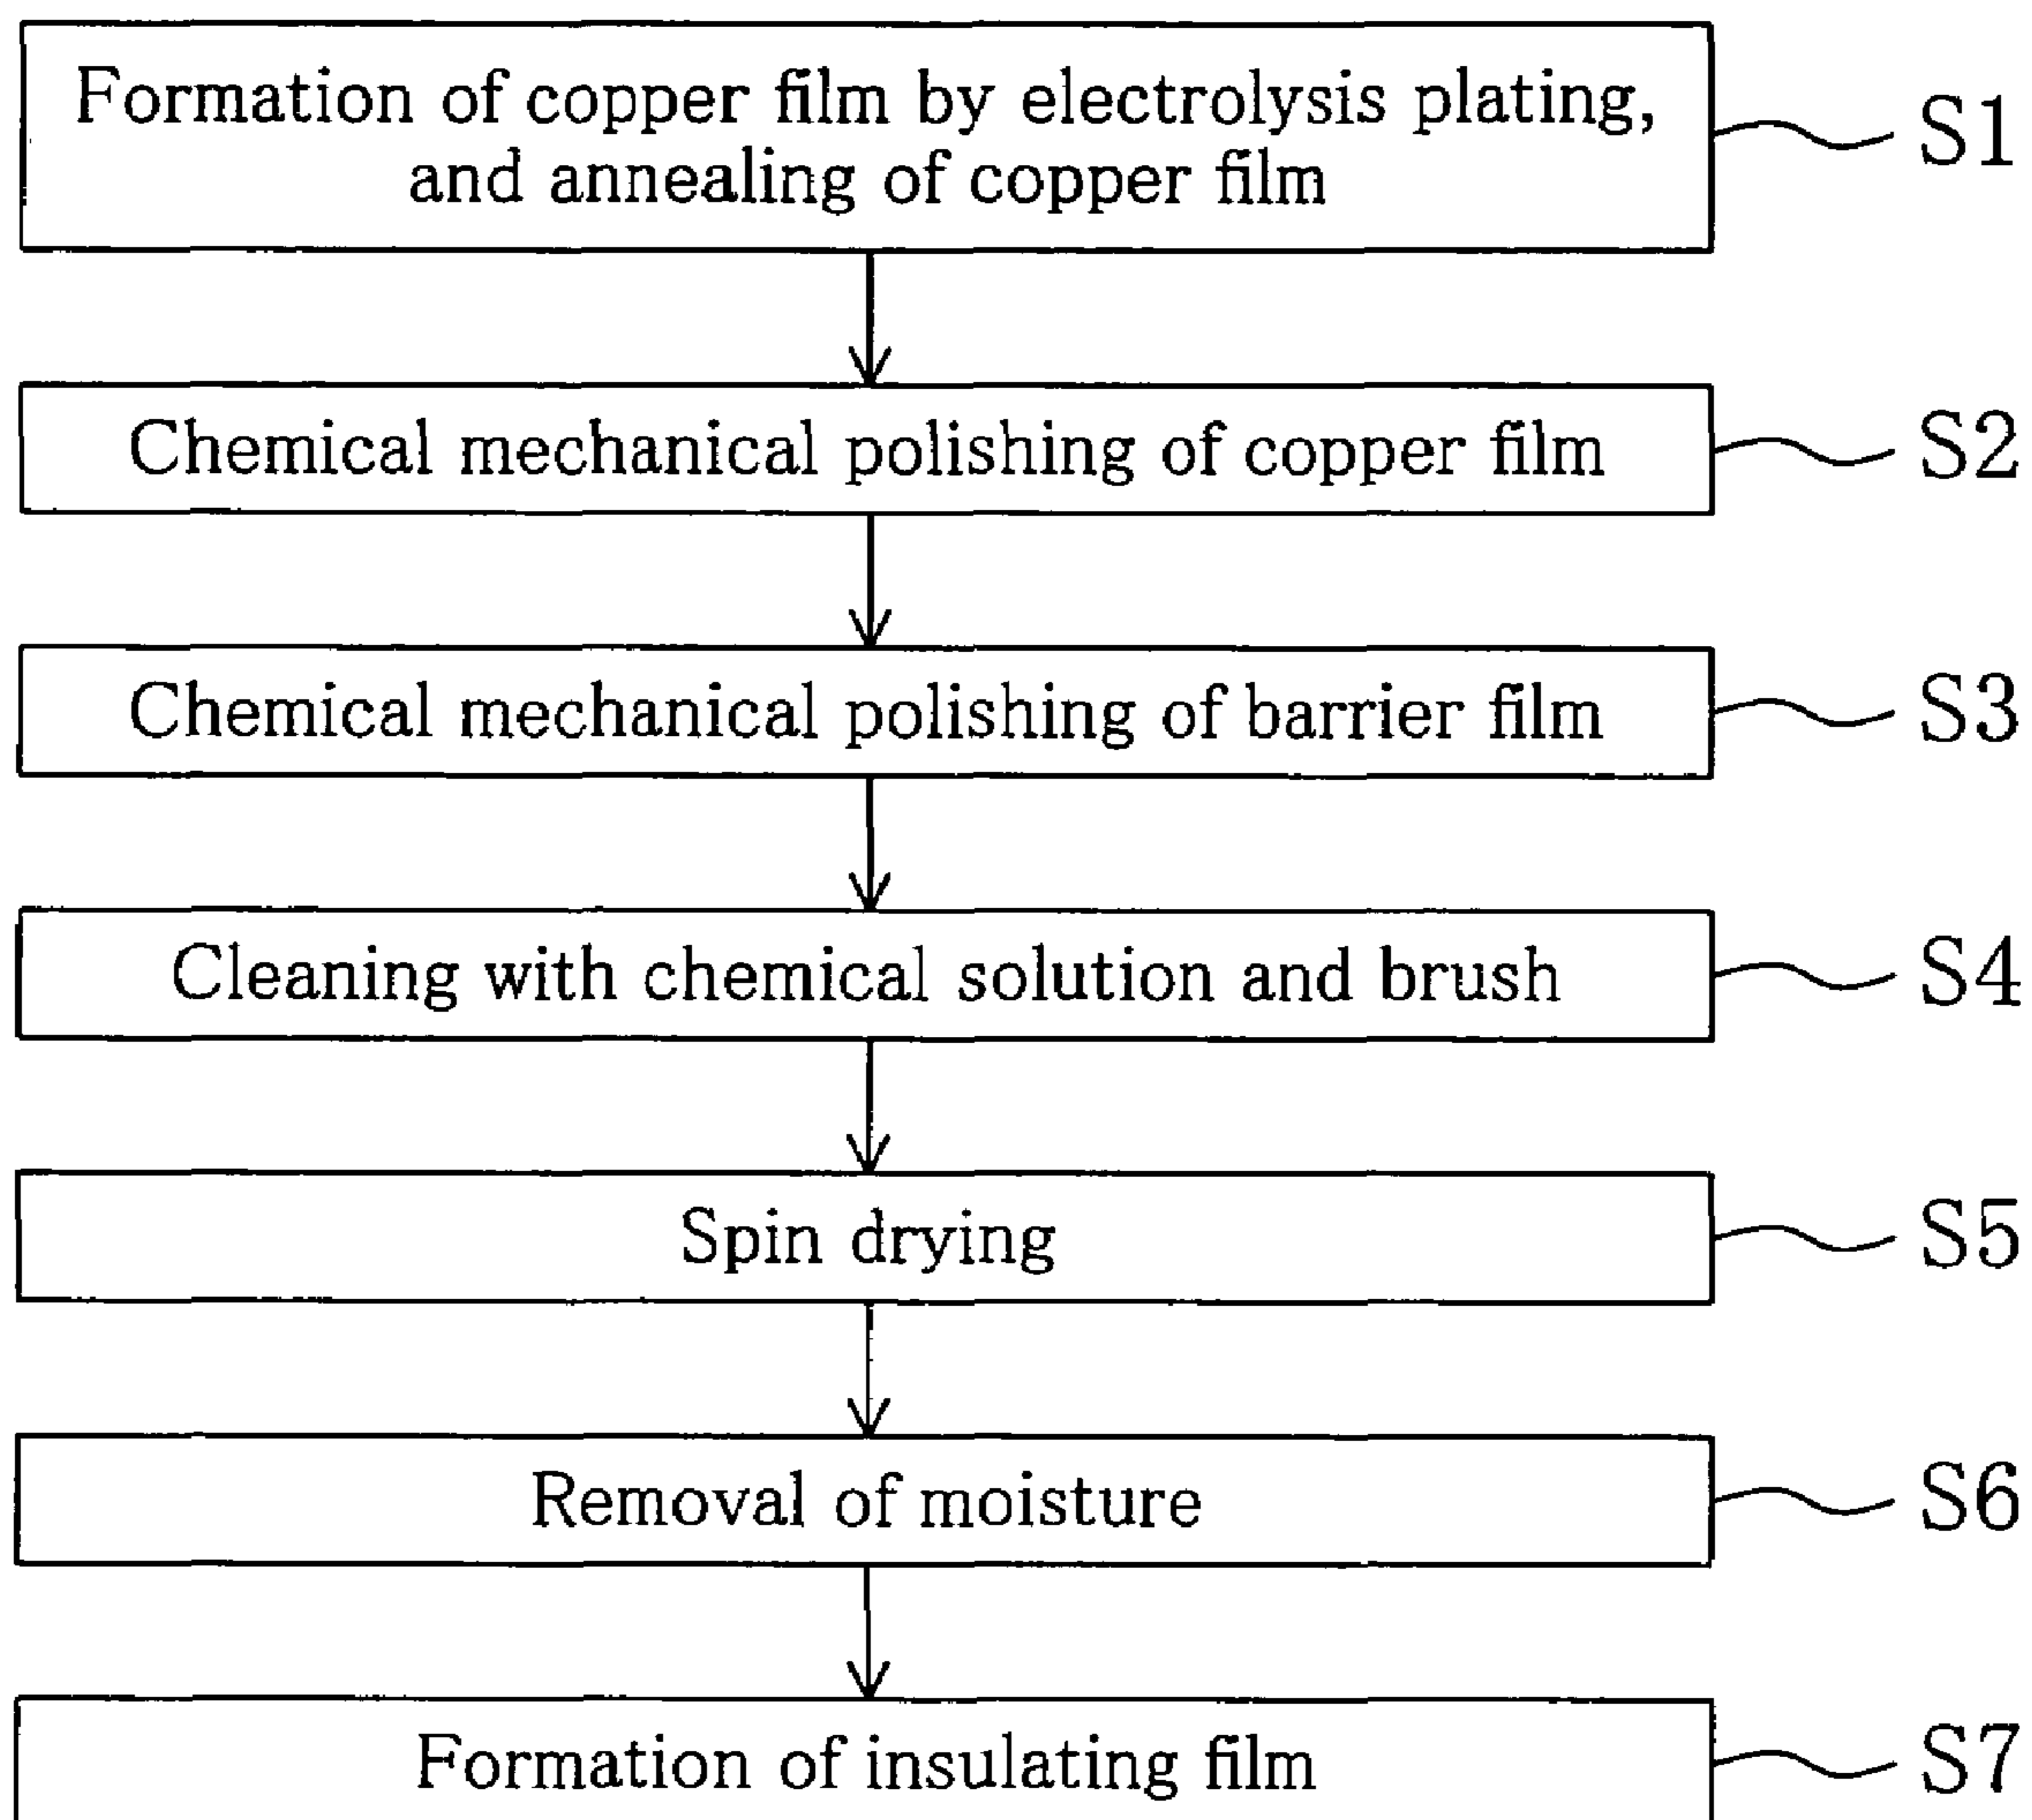 Formation of copper film by electrolysis plating,
and annealing of copper film
S1
Chemical mechanical polishing of copper film
S2
Chemical mechanical polishing of barrier film
S3
Cleaning with chemical solution and brush
S4
Spin drying
S5
Removal of moisture
S6
Formation of insulating film
S7